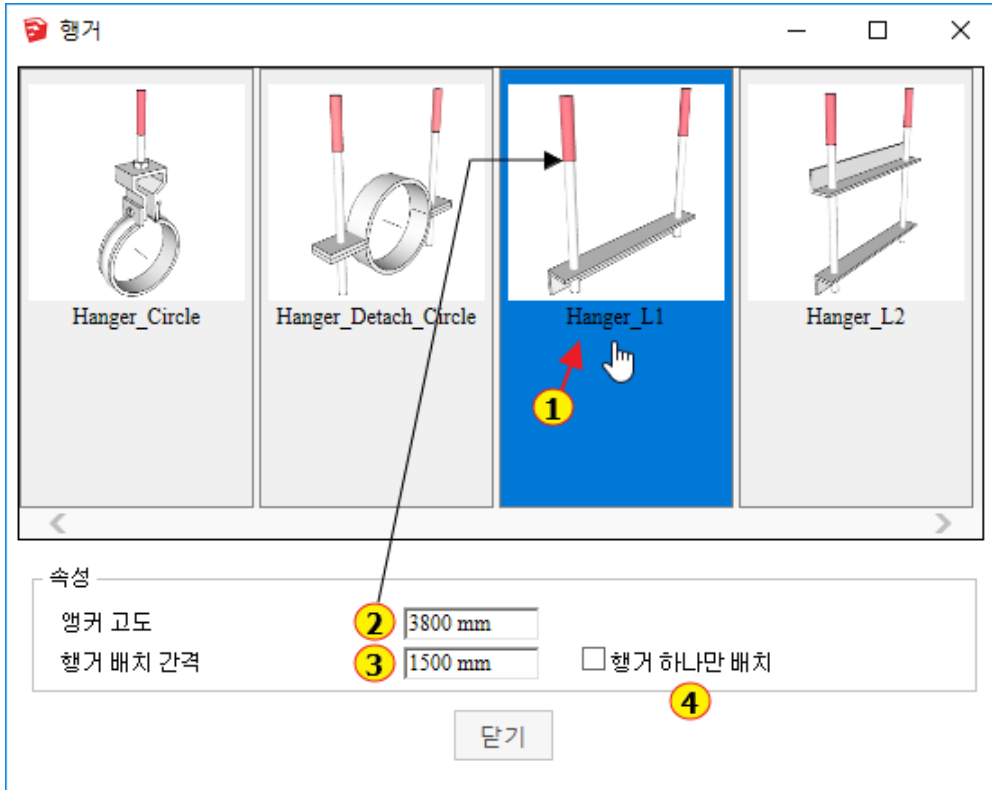 행거
Hanger_Circle
Hanger_Detach_Circle
Hanger_L1
Hanger_L2
1
속성
앵커 고도
2
3800 mm
행거 배치 간격
3
1500 mm
행거 하나만 배치
4
닫기